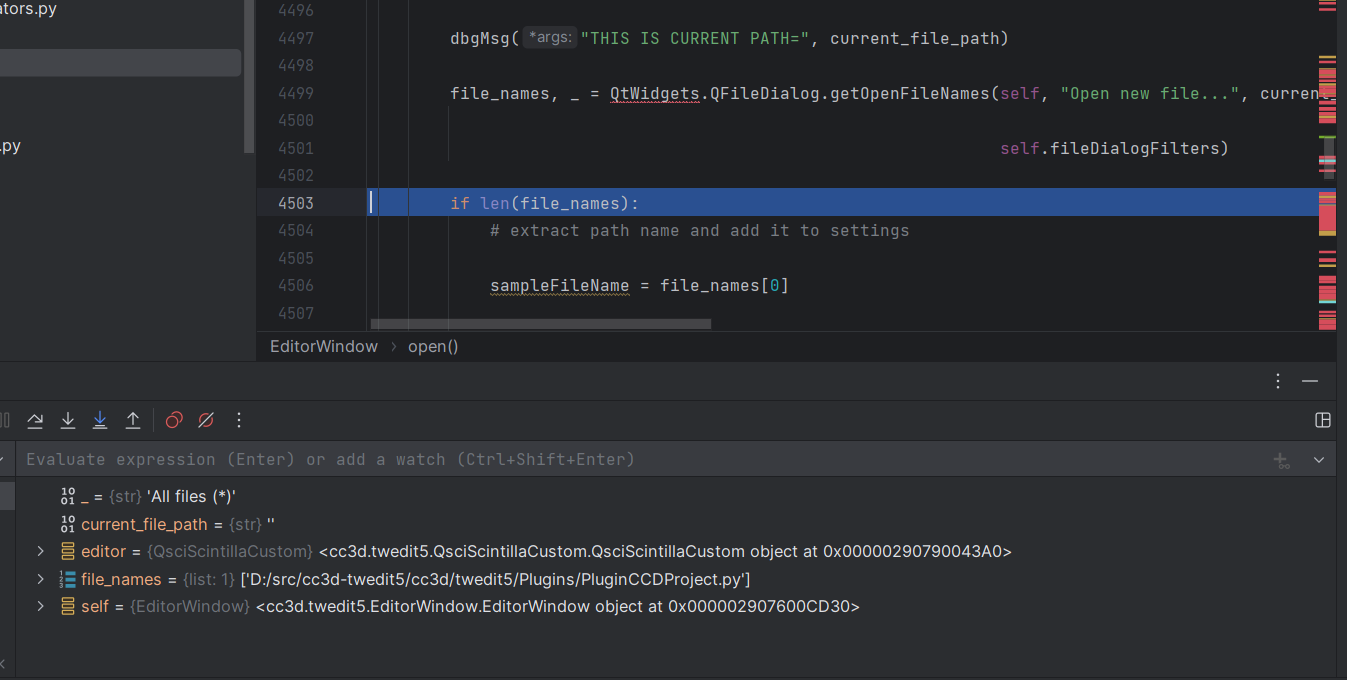 ators.py
.py
4496
4497 dbgMsg( *args: "THIS IS CURRENT PATH=", current_file_path)
4498
4499 file_names, _ = QtWidgets.QFileDialog.getOpenFileNames(self, "Open new file...", current_
4500
4501 self.fileDialogFilters)
4502
4503 if len(file_names):
4504 # extract path name and add it to settings
4505
4506 sampleFileName = file_names[0]
4507
EditorWindow › open()
Evaluate expression (Enter) or add a watch (Ctrl+Shift+Enter)
_ = {str} 'All files (*)'
current_file_path = {str} ''
editor = {QsciScintillaCustom} <cc3d.twedit5.QsciScintillaCustom.QsciScintillaCustom object at 0x00000290790043A0>
file_names = {list: 1} ['D:/src/cc3d-twedit5/cc3d/twedit5/Plugins/PluginCCDProject.py']
self = {EditorWindow} <cc3d.twedit5.EditorWindow.EditorWindow object at 0x000002907600CD30>